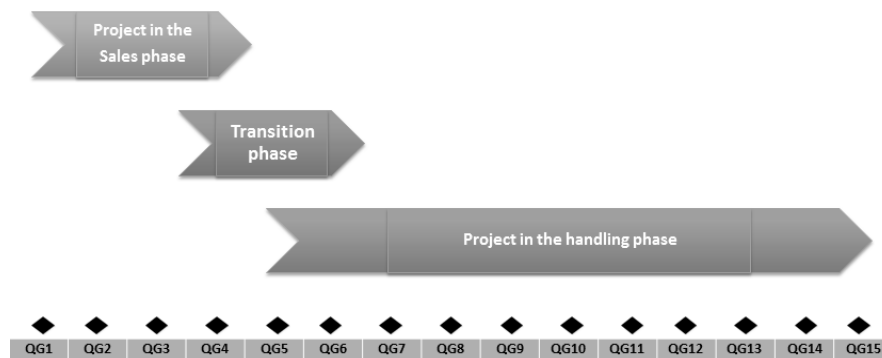 Project in the
Sales phase
Transition
phase
Project in the handling phase
QG1 QG2 QG3 QG4 QG5 QG6 QG7 QG8 QG9 QG10 QG11 QG12 QG13 QG14 QG15